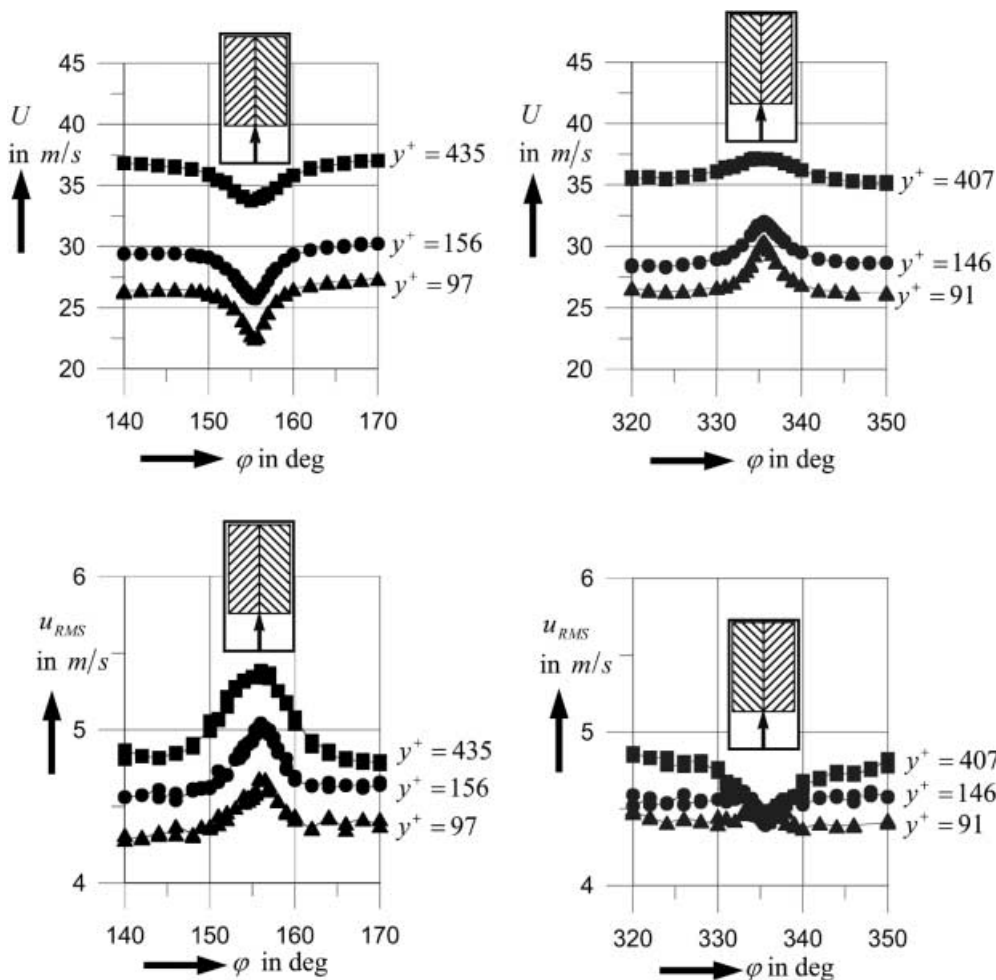 45
U
40
in m/s
y⁺ = 435
35
30
y⁺ = 156
25
y⁺ = 97
20
140 150 160 170
φ in deg
45
U
40
in m/s
35
y⁺ = 407
30
y⁺ = 146
25
y⁺ = 91
20
320 330 340 350
φ in deg
6
u_RMS
in m/s
5
y⁺ = 435
y⁺ = 156
y⁺ = 97
4
140 150 160 170
φ in deg
6
u_RMS
in m/s
5
y⁺ = 407
y⁺ = 146
y⁺ = 91
4
320 330 340 350
φ in deg